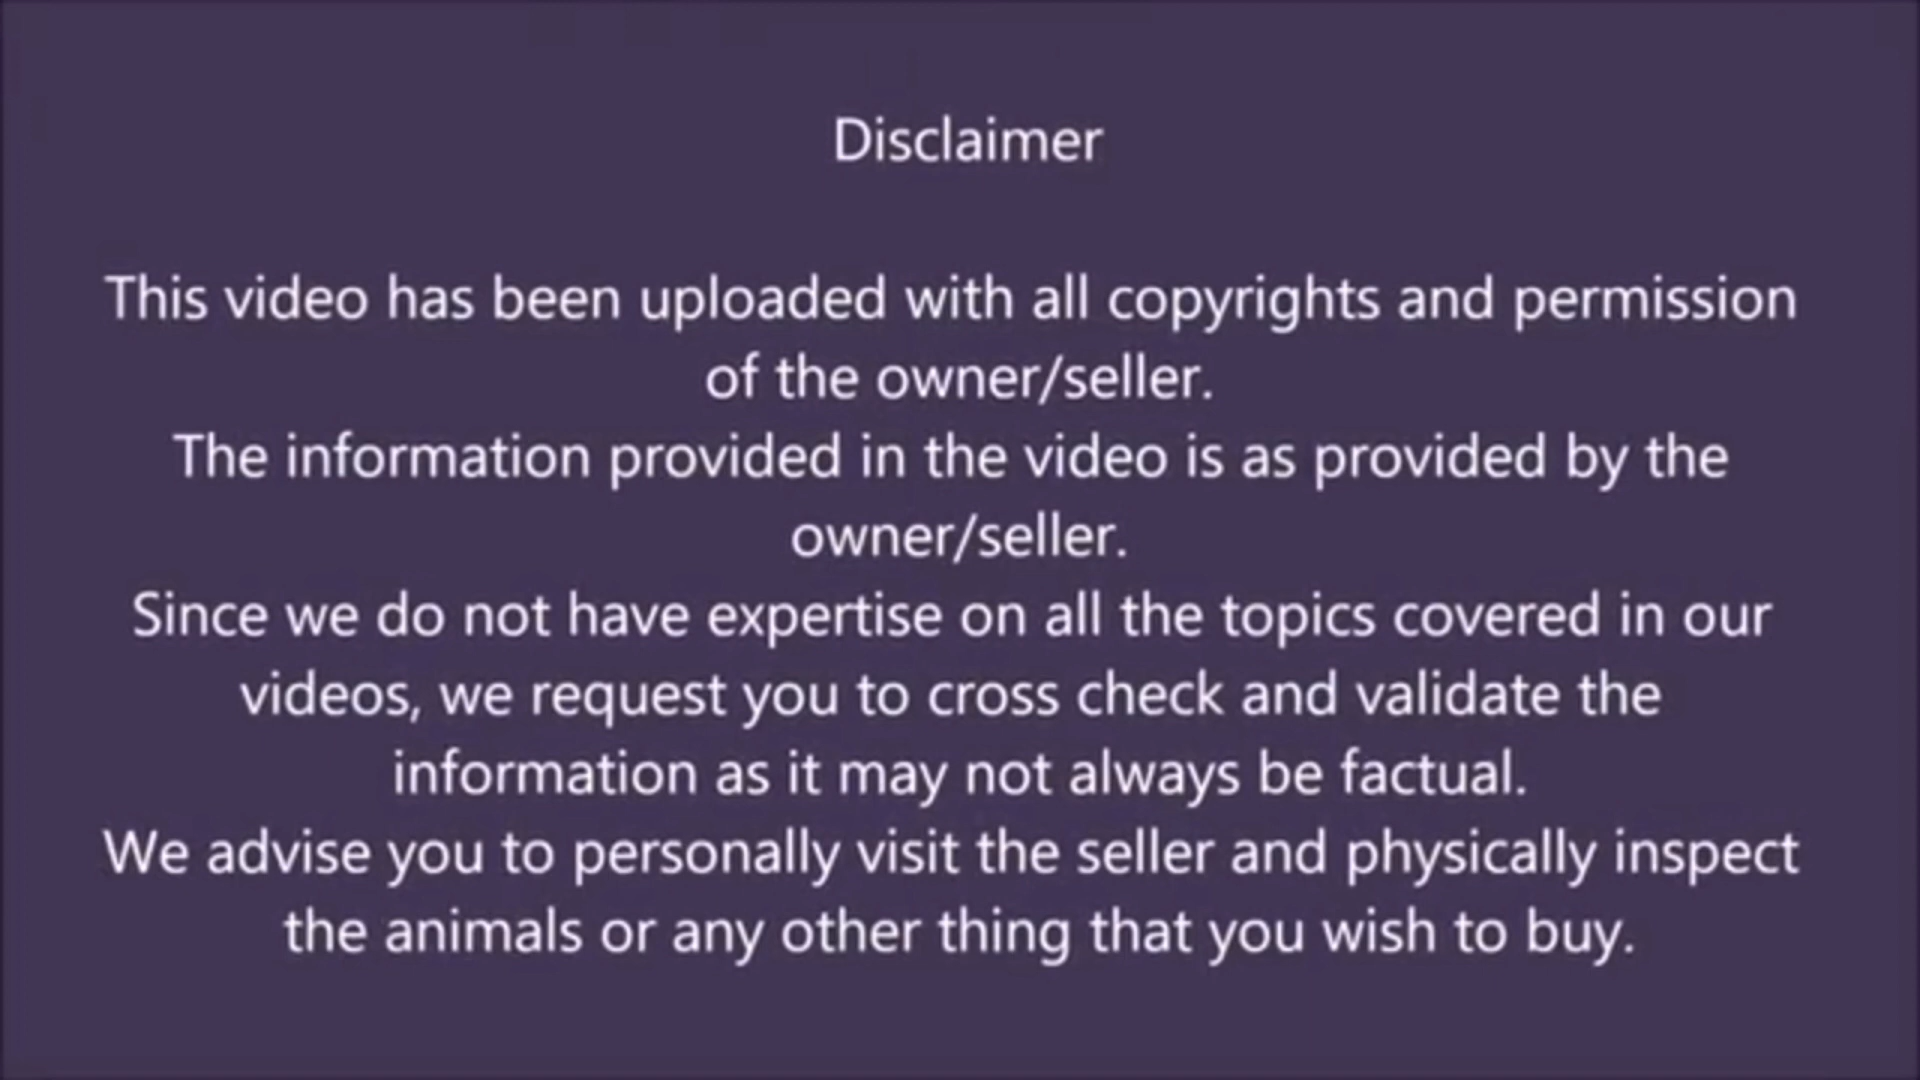 Disclaimer
This video has been uploaded with all copyrights and permission
of the owner/seller.
The information provided in the video is as provided by the
owner/seller.
Since we do not have expertise on all the topics covered in our
videos, we request you to cross check and validate the
information as it may not always be factual.
We advise you to personally visit the seller and physically inspect
the animals or any other thing that you wish to buy.